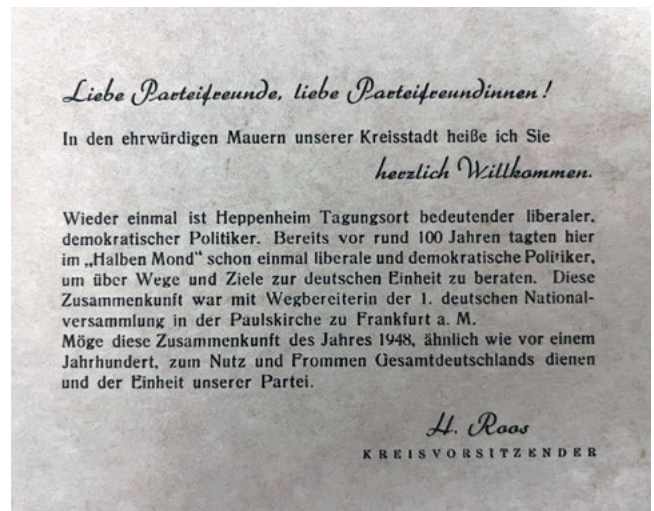 Liebe Parteifreunde, liebe Parteifreundinnen!
In den ehrwürdigen Mauern unserer Kreisstadt heiße ich Sie
herzlich Willkommen.
Wieder einmal ist Heppenheim Tagungsort bedeutender liberaler,
demokratischer Politiker. Bereits vor rund 100 Jahren tagten hier
im „Halben Mond“ schon einmal liberale und demokratische Politiker,
um über Wege und Ziele zur deutschen Einheit zu beraten. Diese
Zusammenkunft war mit Wegbereiterin der 1. deutschen National-
versammlung in der Paulskirche zu Frankfurt a. M.
Möge diese Zusammenkunft des Jahres 1948, ähnlich wie vor einem
Jahrhundert, zum Nutz und Frommen Gesamtdeutschlands dienen
und der Einheit unserer Partei.
H. Roos
KREISVORSITZENDER